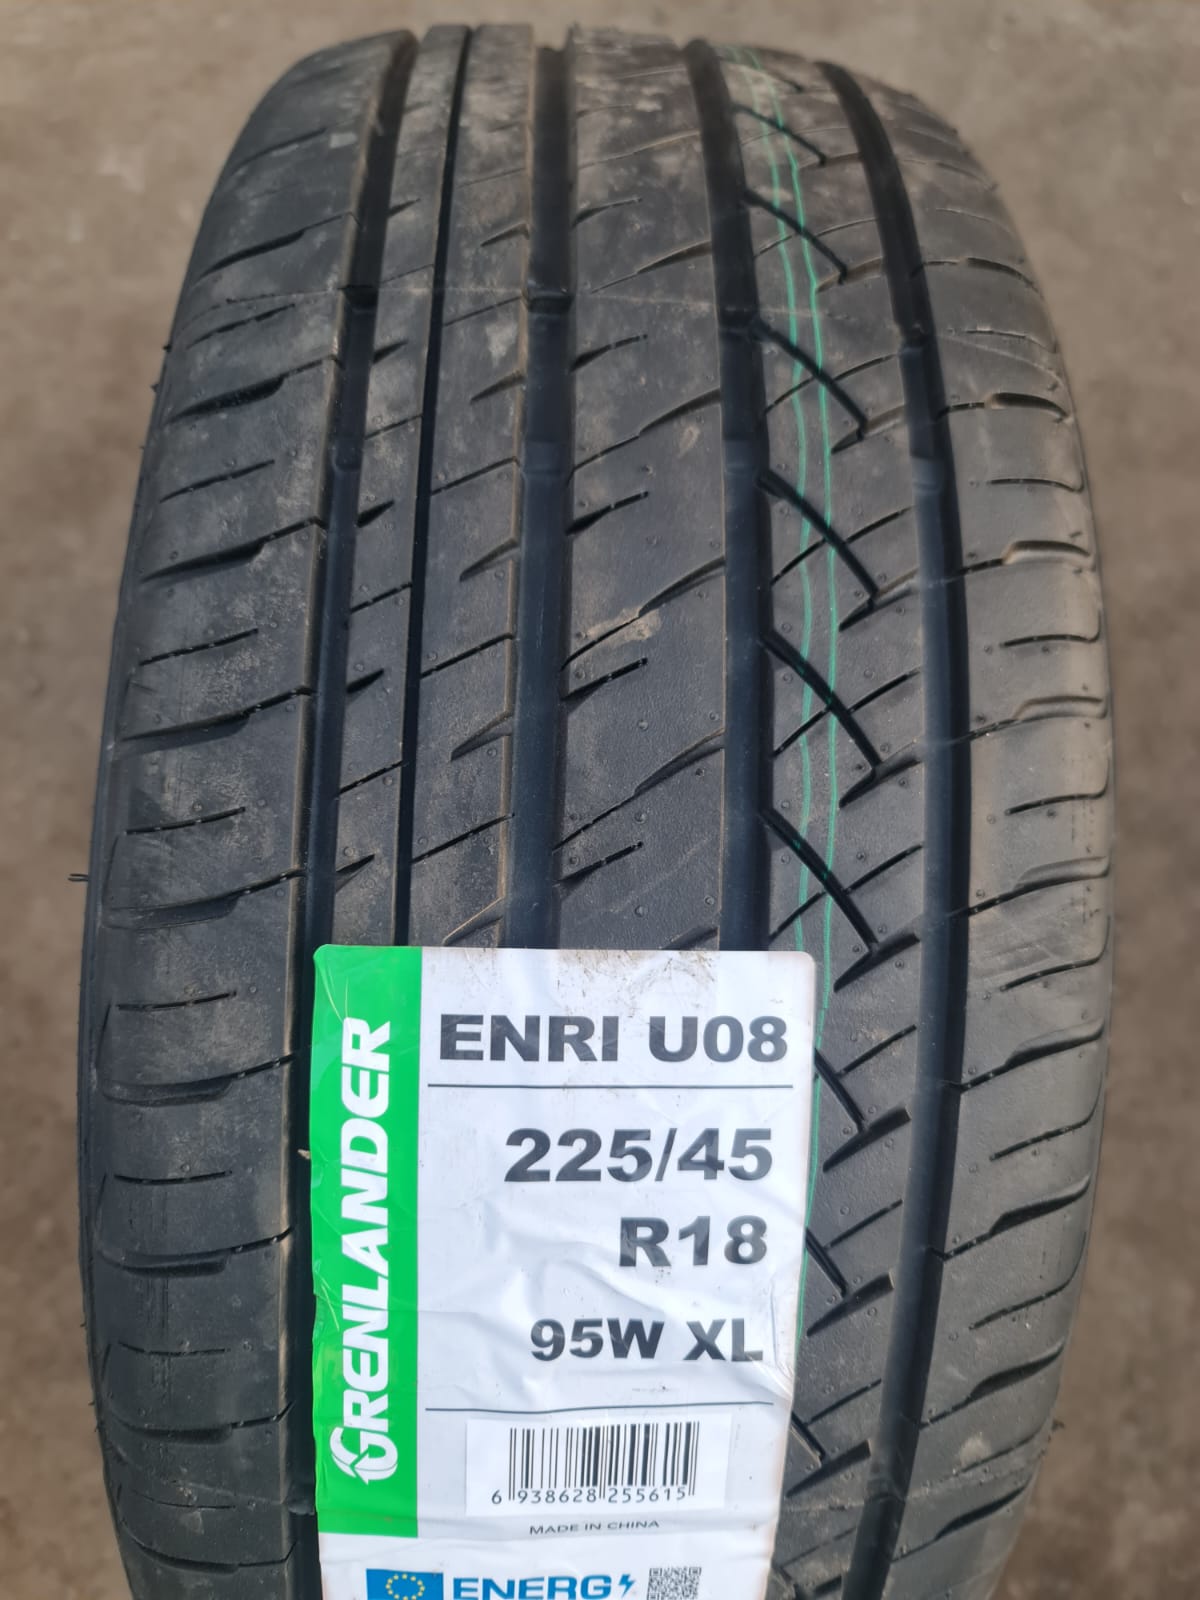 GRENLANDER
ENRI U08
225/45
R18
95W XL
6 938628 255615
MADE IN CHINA
ENERG